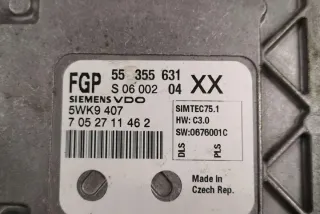 FGP 55 355 631 XX
S 06 002 04
SIEMENS VDO
5WK9 407
7 05 27 11 46 2
SIMTEC75.1
HW: C3.0
SW:0676001C
DLS PLS
Made in
Czech Rep.